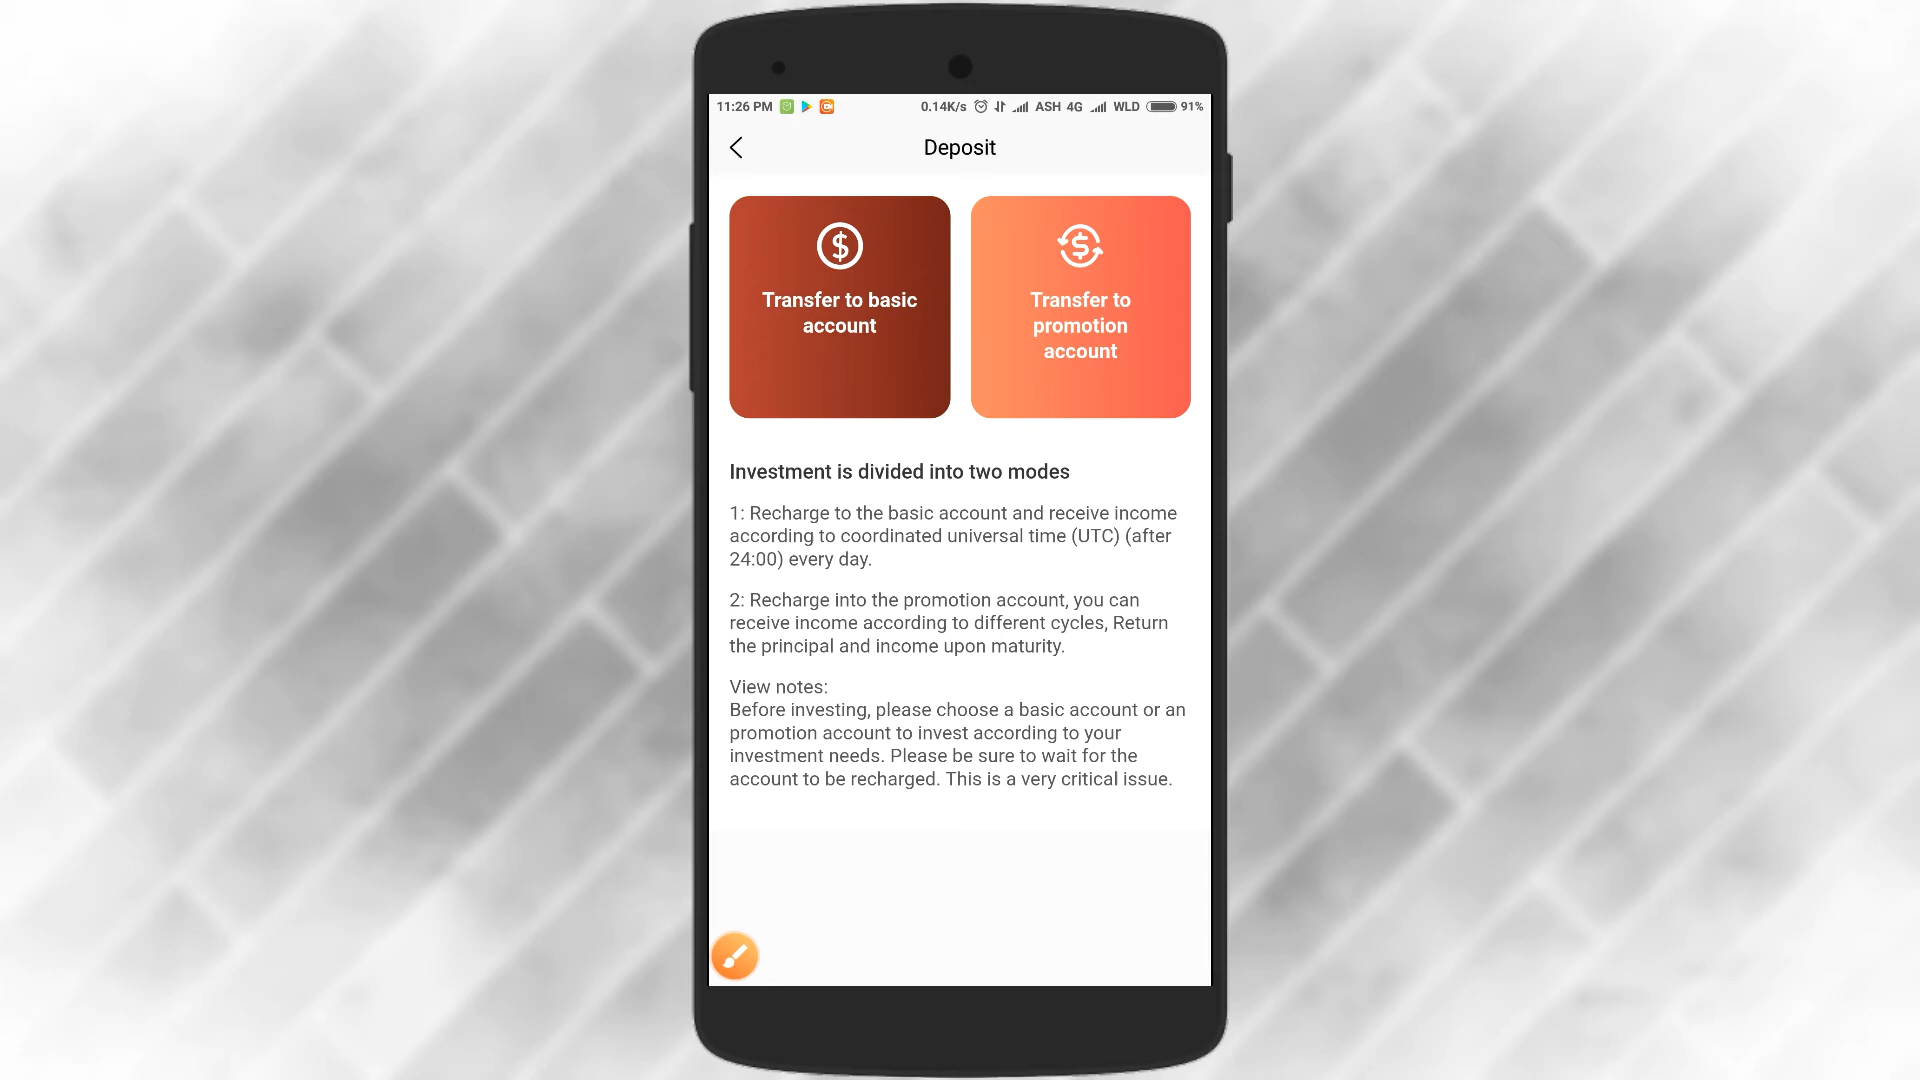 11:26 PM 0.14K/s ASH 4G WLD 91%
Deposit
Transfer to basic
account
Transfer to
promotion
account
Investment is divided into two modes
1: Recharge to the basic account and receive income
according to coordinated universal time (UTC) (after
24:00) every day.
2: Recharge into the promotion account, you can
receive income according to different cycles, Return
the principal and income upon maturity.
View notes:
Before investing, please choose a basic account or an
promotion account to invest according to your
investment needs. Please be sure to wait for the
account to be recharged. This is a very critical issue.